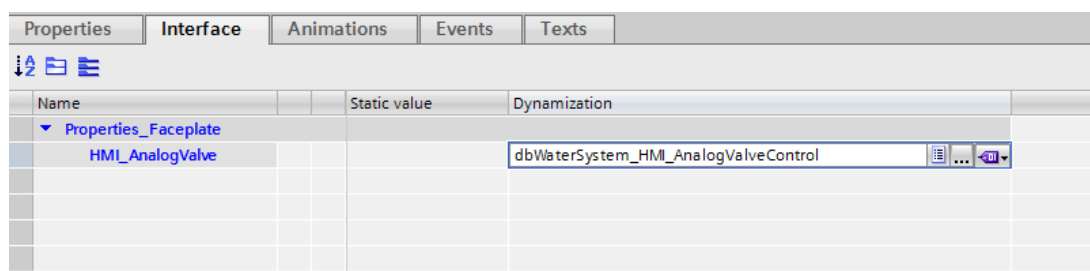 Properties Interface Animations Events Texts
Name Static value Dynamization
Properties_Faceplate
HMI_AnalogValve dbWaterSystem_HMI_AnalogValveControl